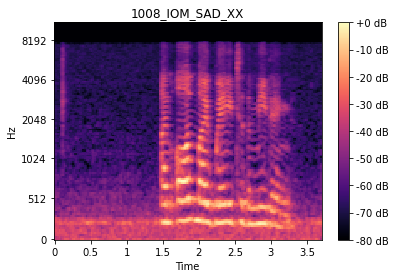 1008_IOM_SAD_XX
+0 dB
8192
-10 dB
4096
-20 dB
-30 dB
2048
Hz
-40 dB
1024
-50 dB
512
-60 dB
-70 dB
0
-80 dB
0 0.5 1 1.5 2 2.5 3 3.5
Time